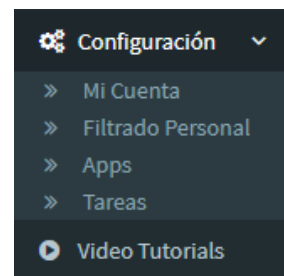 Configuración
Mi Cuenta
Filtrado Personal
Apps
Tareas
Video Tutorials